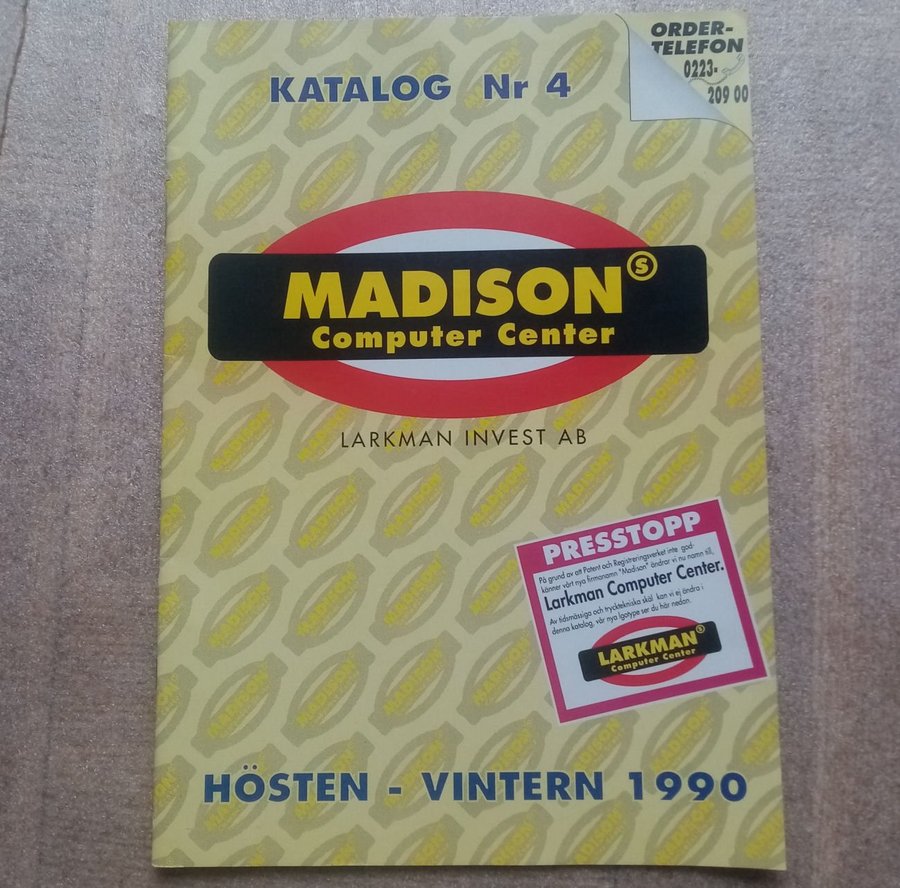 ORDER-
TELEFON
0223-
209 00
KATALOG Nr 4
MADISON S
Computer Center
LARKMAN INVEST AB
PRESSTOPP
På grund av att Patent och Registreringsverket inte god-
känner vårt nya firmanamn "Madison" ändrar vi nu namn till,
Larkman Computer Center.
Av tidsmässiga och trycktekniska skäl kan vi ej ändra i
denna katalog, vår nya lgotype ser du här nedan.
LARKMAN S
Computer Center
HÖSTEN - VINTERN 1990